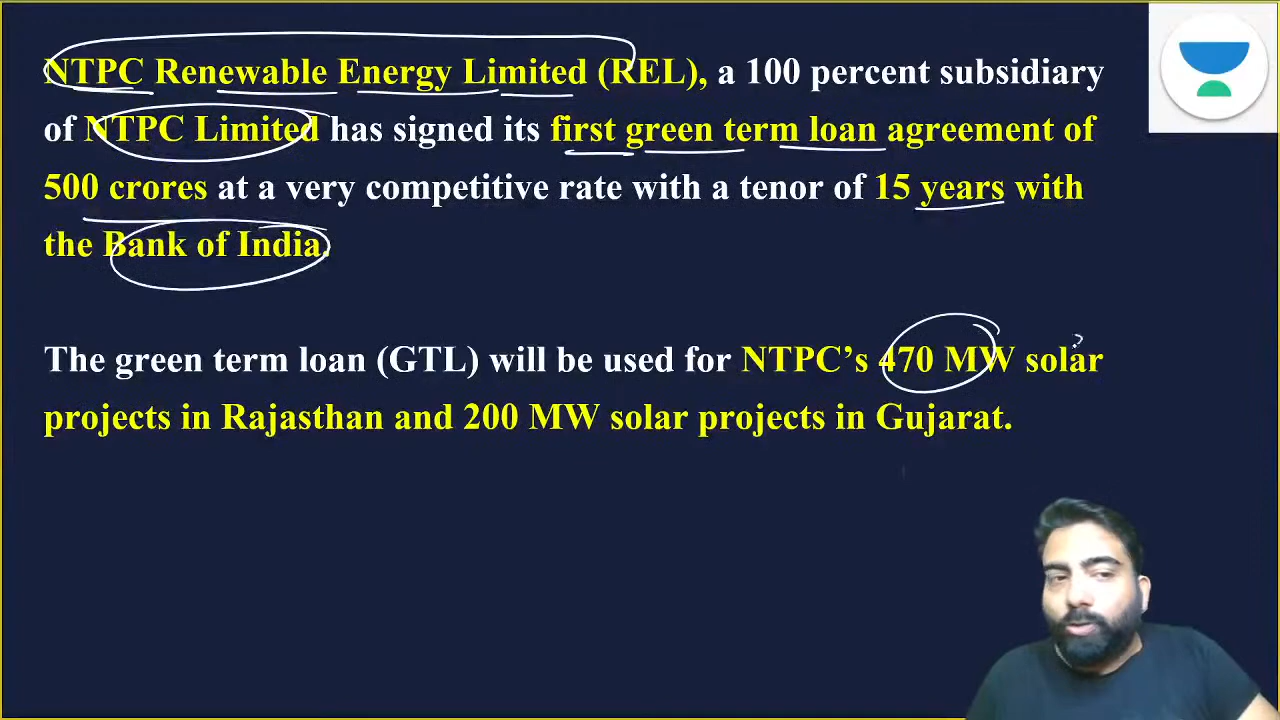 NTPC Renewable Energy Limited (REL), a 100 percent subsidiary
of NTPC Limited has signed its first green term loan agreement of
500 crores at a very competitive rate with a tenor of 15 years with
the Bank of India.
The green term loan (GTL) will be used for NTPC’s 470 MW solar
projects in Rajasthan and 200 MW solar projects in Gujarat.